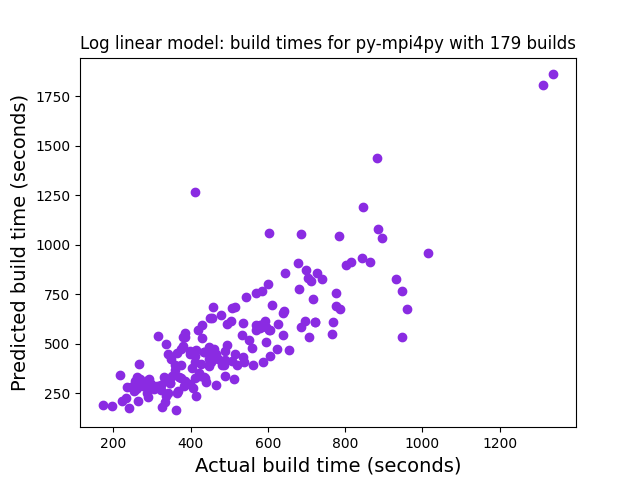 Log linear model: build times for py-mpi4py with 179 builds
Predicted build time (seconds)
1750
1500
1250
1000
750
500
250
200 400 600 800 1000 1200
Actual build time (seconds)